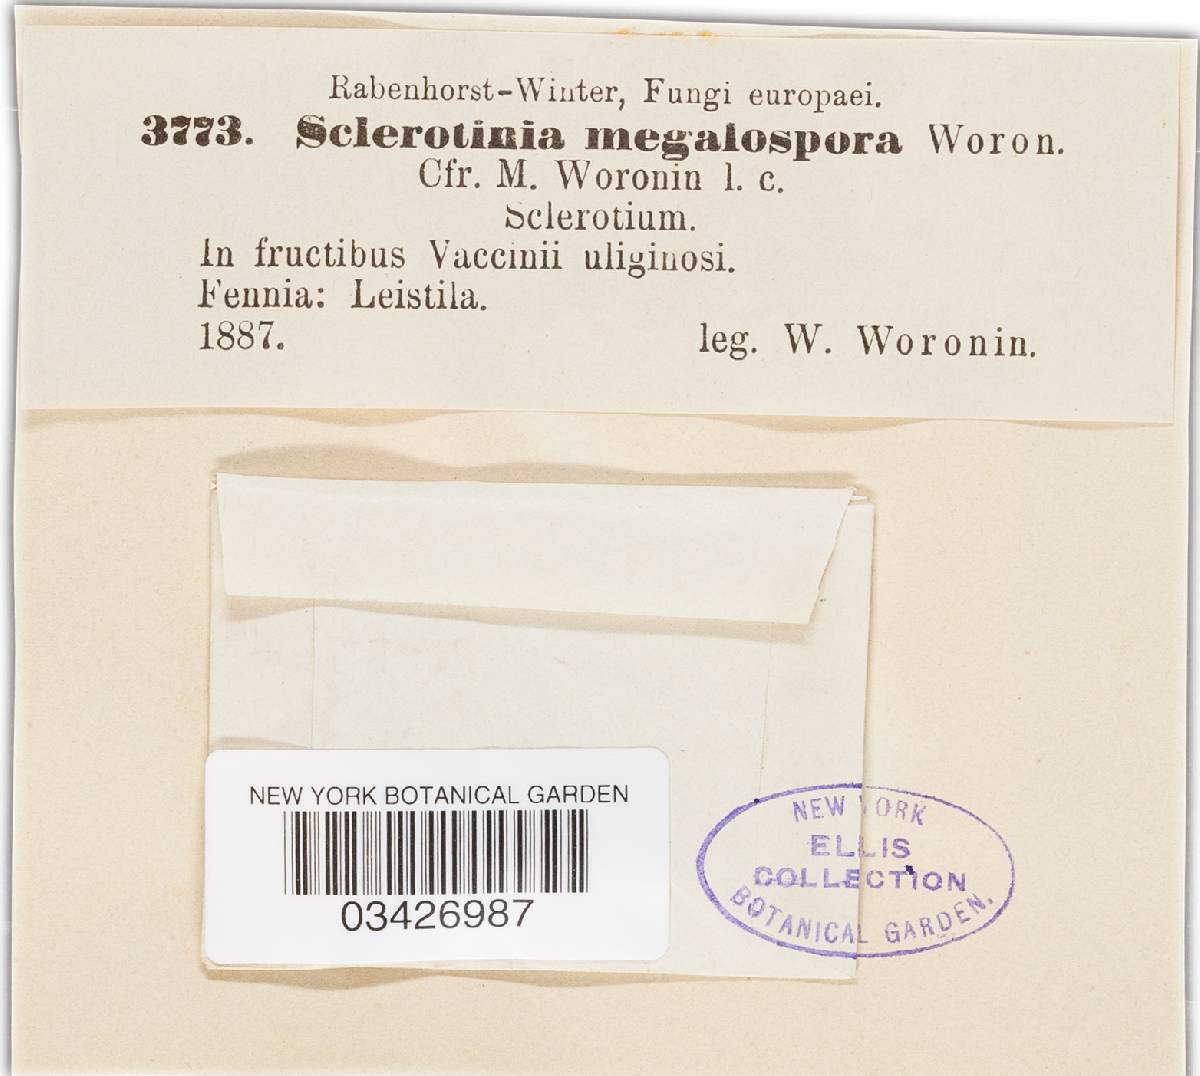 Rabenhorst-Winter, Fungi europaei.
3773. Sclerotinia megalospora Woron.
Cfr. M. Woronin l. c.
Sclerotium.
In fructibus Vaccinii uliginosi.
Fennia: Leistila.
1887. leg. W. Woronin.
NEW YORK BOTANICAL GARDEN
03426987
NEW YORK
ELLIS
COLLECTION
BOTANICAL GARDEN.